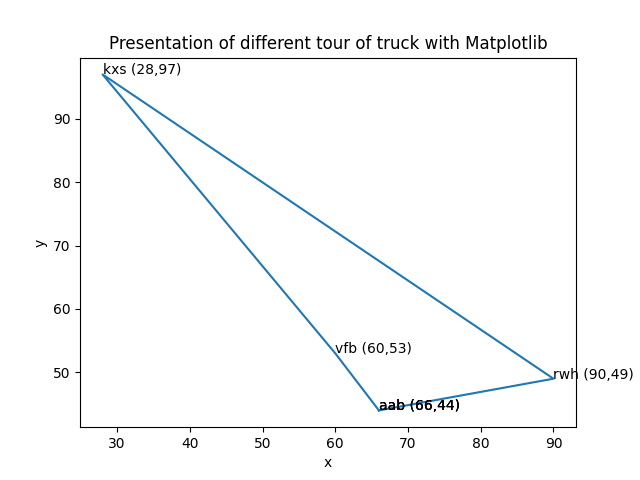 Presentation of different tour of truck with Matplotlib
kxs (28,97)
90
80
70
y
60
vfb (60,53)
50
rwh (90,49)
aab (66,44)
30 40 50 60 70 80 90
x